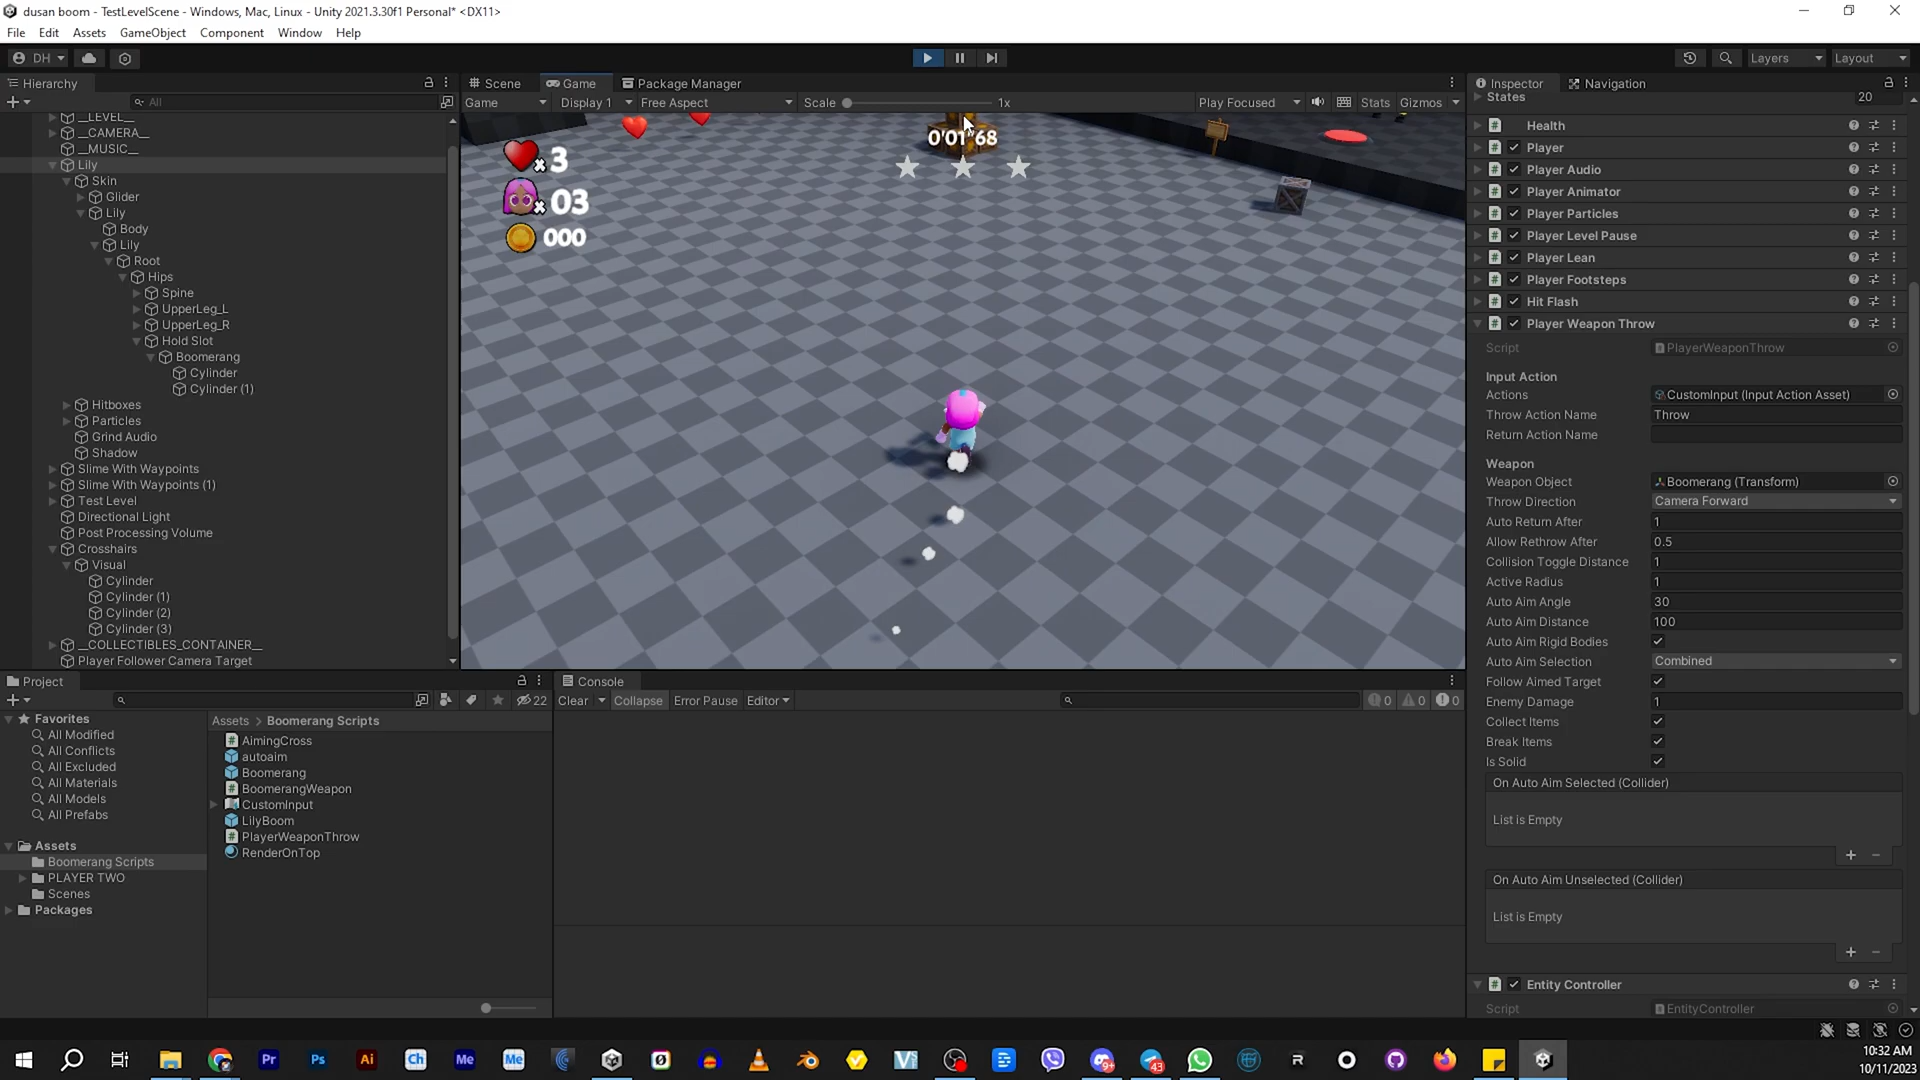 dusan boom - TestLevelScene - Windows, Mac, Linux - Unity 2021.3.30f1 Personal* <DX11>
File Edit Assets GameObject Component Window Help
DH
Layers
Layout
Hierarchy
All
__LEVEL__
__CAMERA__
__MUSIC__
Lily
Skin
Glider
Lily
Body
Lily
Root
Hips
Spine
UpperLeg_L
UpperLeg_R
Hold Slot
Boomerang
Cylinder
Cylinder (1)
Hitboxes
Particles
Grind Audio
Shadow
Slime With Waypoints
Slime With Waypoints (1)
Test Level
Directional Light
Post Processing Volume
Crosshairs
Visual
Cylinder
Cylinder (1)
Cylinder (2)
Cylinder (3)
__COLLECTIBLES_CONTAINER__
Player Follower Camera Target
Scene Game Package Manager
Game Display 1 Free Aspect Scale 1x Play Focused Stats Gizmos
0'01"68
x 3
x 03
000
Inspector Navigation
States 20
Health
Player
Player Audio
Player Animator
Player Particles
Player Level Pause
Player Lean
Player Footsteps
Hit Flash
Player Weapon Throw
Script PlayerWeaponThrow
Input Action
Actions CustomInput (Input Action Asset)
Throw Action Name Throw
Return Action Name
Weapon
Weapon Object Boomerang (Transform)
Throw Direction Camera Forward
Auto Return After 1
Allow Rethrow After 0.5
Collision Toggle Distance 1
Active Radius 1
Auto Aim Angle 30
Auto Aim Distance 100
Auto Aim Rigid Bodies
Auto Aim Selection Combined
Follow Aimed Target
Enemy Damage 1
Collect Items
Break Items
Is Solid
On Auto Aim Selected (Collider)
List is Empty
On Auto Aim Unselected (Collider)
List is Empty
Entity Controller
Script EntityController
Project
22
Favorites
All Modified
All Conflicts
All Excluded
All Materials
All Models
All Prefabs
Assets
Boomerang Scripts
PLAYER TWO
Scenes
Packages
Assets > Boomerang Scripts
AimingCross
autoaim
Boomerang
BoomerangWeapon
CustomInput
LilyBoom
PlayerWeaponThrow
RenderOnTop
Console
Clear Collapse Error Pause Editor 0 0 0
Pr Ps Ai Ch Me Me 9+ 43 R
10:32 AM
10/11/2023